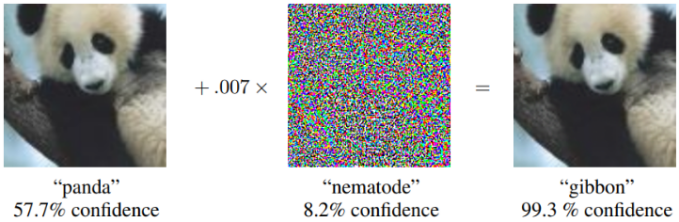 + .007 ×
=
“panda”
57.7% confidence
“nematode”
8.2% confidence
“gibbon”
99.3 % confidence